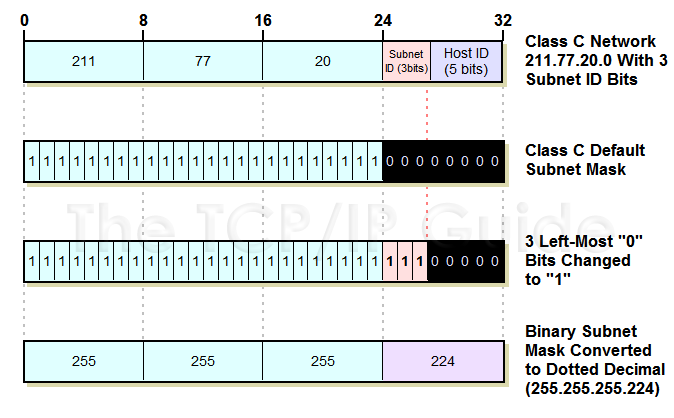 0 8 16 24 32
211 77 20 Subnet Host ID
ID (3bits) (5 bits)
Class C Network
211.77.20.0 With 3
Subnet ID Bits
1 1 1 1 1 1 1 1 1 1 1 1 1 1 1 1 1 1 1 1 1 1 1 1 0 0 0 0 0 0 0 0
Class C Default
Subnet Mask
The TCP/IP Guide
1 1 1 1 1 1 1 1 1 1 1 1 1 1 1 1 1 1 1 1 1 1 1 1 1 1 1 0 0 0 0 0
3 Left-Most "0"
Bits Changed
to "1"
255 255 255 224
Binary Subnet
Mask Converted
to Dotted Decimal
(255.255.255.224)